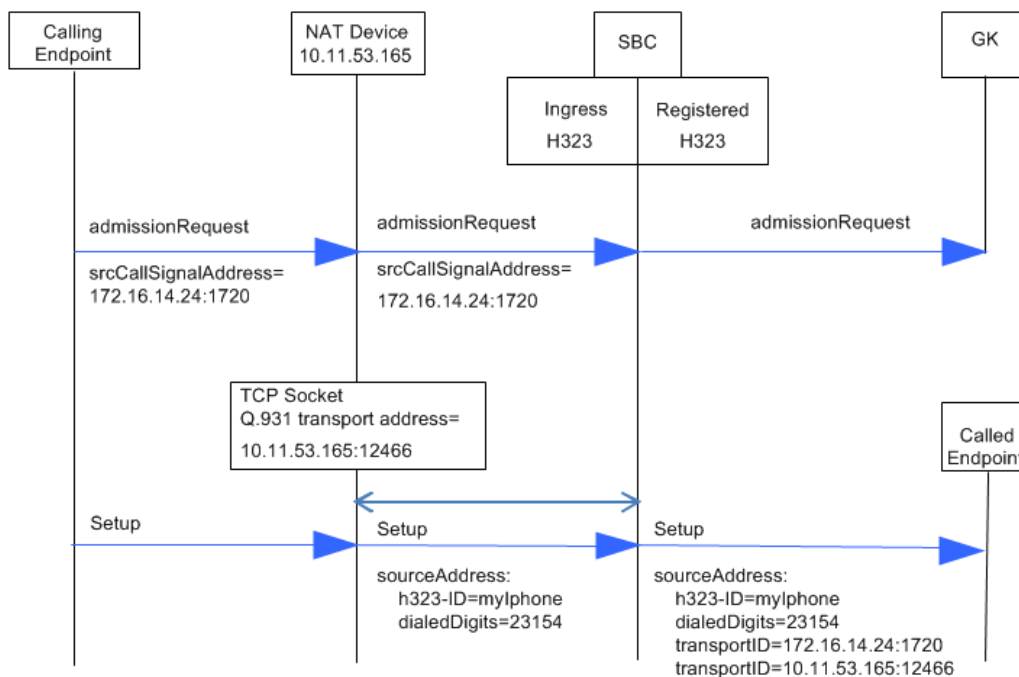 Calling
Endpoint
NAT Device
10.11.53.165
SBC
GK
Ingress
H323
Registered
H323
admissionRequest
admissionRequest
admissionRequest
srcCallSignalAddress=
172.16.14.24:1720
srcCallSignalAddress=
172.16.14.24:1720
TCP Socket
Q.931 transport address=
10.11.53.165:12466
Called
Endpoint
Setup
Setup
Setup
sourceAddress:
h323-ID=myIphone
dialedDigits=23154
sourceAddress:
h323-ID=myIphone
dialedDigits=23154
transportID=172.16.14.24:1720
transportID=10.11.53.165:12466